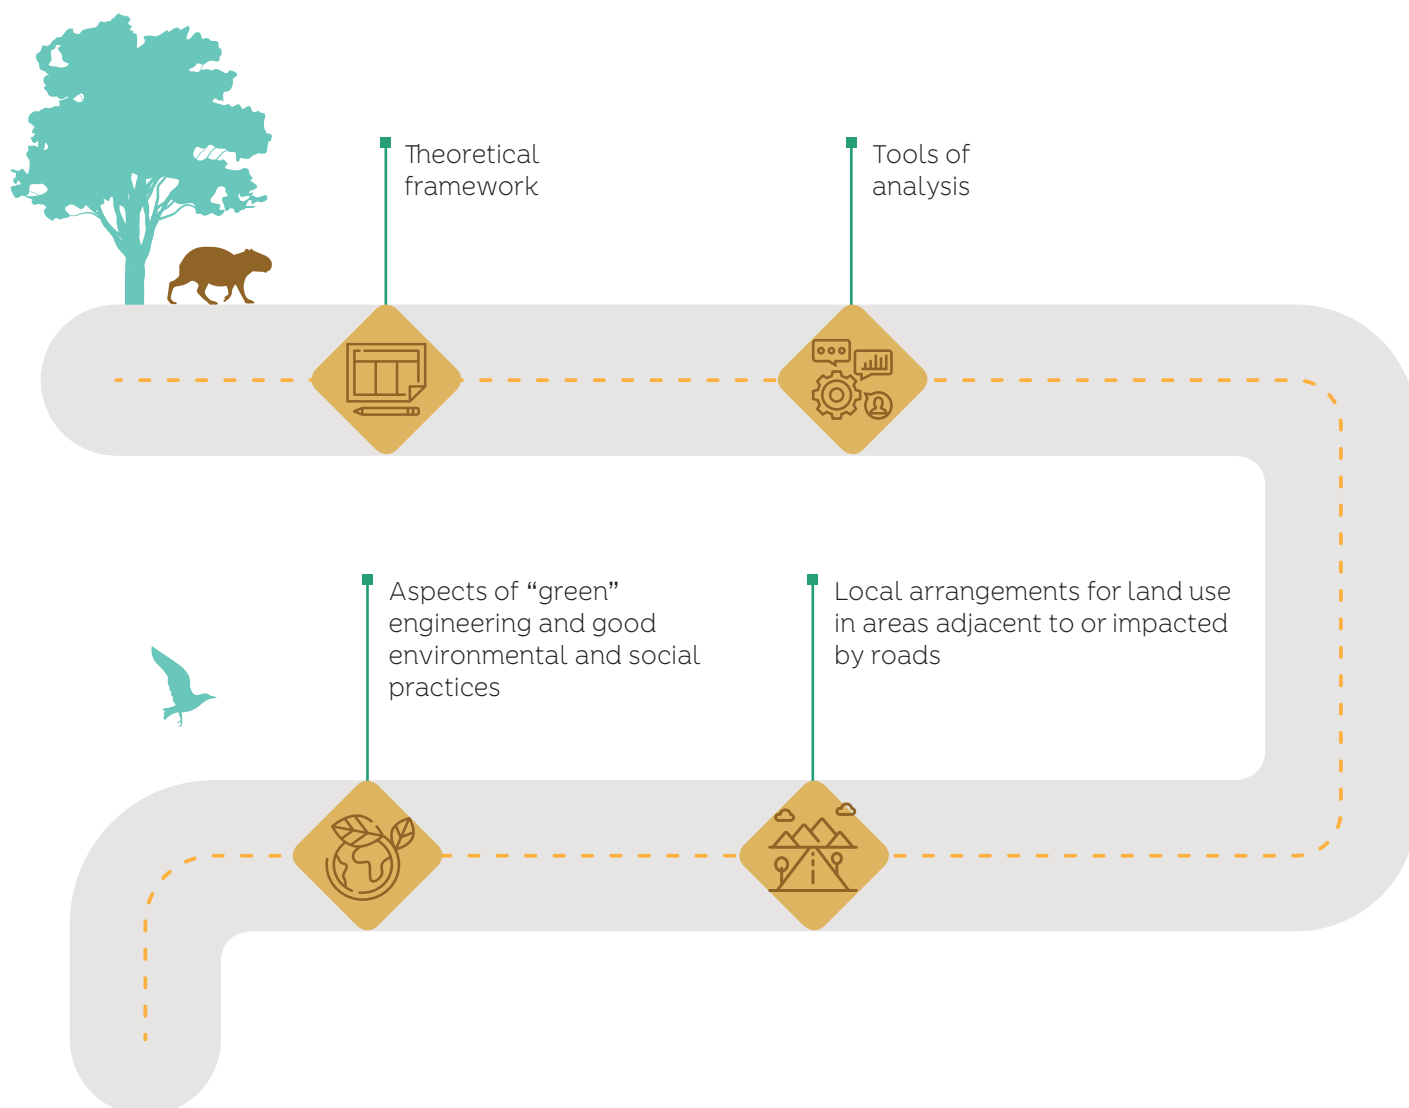 Theoretical
framework
Tools of
analysis
Aspects of “green”
engineering and good
environmental and social
practices
Local arrangements for land use
in areas adjacent to or impacted
by roads